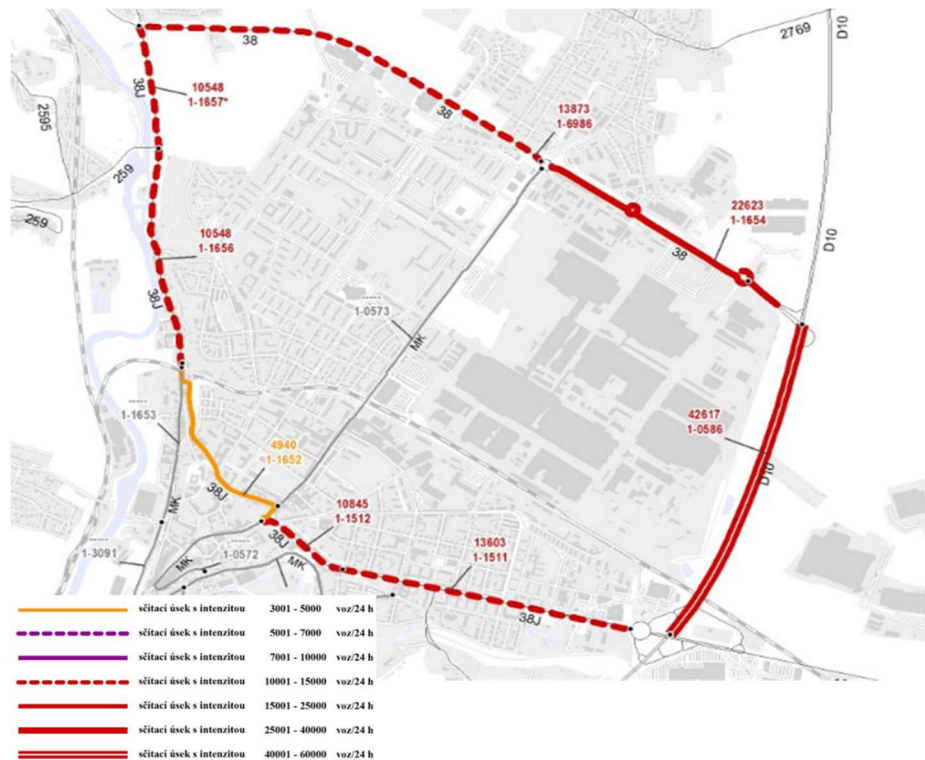 38
2769
D10
10548
1-1657*
38J
2595
38
13873
1-6986
259
259
22623
1-1654
D10
10548
1-1656
38
38J
-----
1-0573
MK
-----
1-1653
42617
1-0586
D10
4940
1-1652
38J
MK
10845
1-1512
38J
-----
1-3091
-----
1-0572
MK
MK
13603
1-1511
38J
sčítací úsek s intenzitou 3001 - 5000 voz/24 h
sčítací úsek s intenzitou 5001 - 7000 voz/24 h
sčítací úsek s intenzitou 7001 - 10000 voz/24 h
sčítací úsek s intenzitou 10001 - 15000 voz/24 h
sčítací úsek s intenzitou 15001 - 25000 voz/24 h
sčítací úsek s intenzitou 25001 - 40000 voz/24 h
sčítací úsek s intenzitou 40001 - 60000 voz/24 h